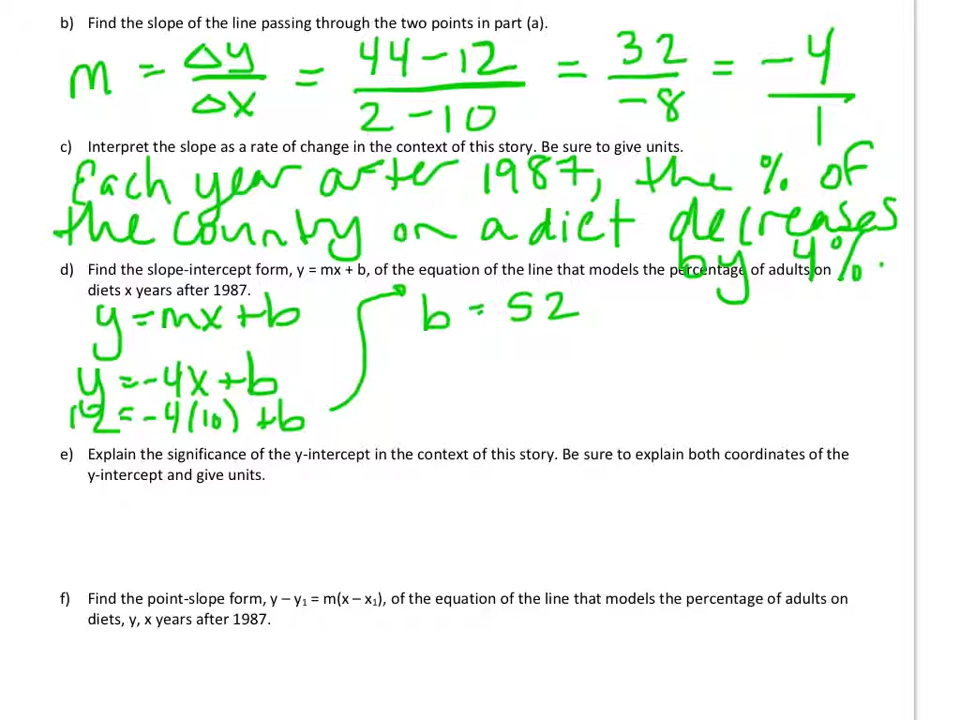 b) Find the slope of the line passing through the two points in part (a).
m = Δy/Δx = 44-12/2-10 = 32/-8 = -4/1
c) Interpret the slope as a rate of change in the context of this story. Be sure to give units.
Each year after 1987, the % of
the country on a diet decreases
by 4%.
d) Find the slope-intercept form, y = mx + b, of the equation of the line that models the percentage of adults on
diets x years after 1987.
y = mx + b
b = 52
y = -4x + b
12 = -4(10) + b
e) Explain the significance of the y-intercept in the context of this story. Be sure to explain both coordinates of the
y-intercept and give units.
f) Find the point-slope form, y – y₁ = m(x – x₁), of the equation of the line that models the percentage of adults on
diets, y, x years after 1987.